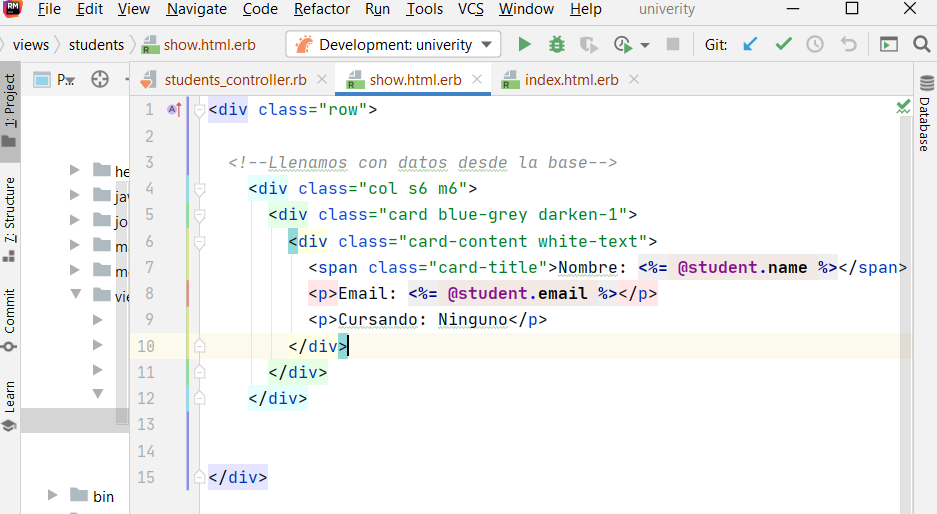 File Edit View Navigate Code Refactor Run Tools VCS Window Help univerity
views students show.html.erb Development: univerity Git:
P... students_controller.rb show.html.erb index.html.erb
1: Project
7: Structure
Commit
Learn
he
jav
jo
ma
me
vie
bin
1 <div class="row">
2
3 <!--Llenamos con datos desde la base-->
4 <div class="col s6 m6">
5 <div class="card blue-grey darken-1">
6 <div class="card-content white-text">
7 <span class="card-title">Nombre: <%= @student.name %></span>
8 <p>Email: <%= @student.email %></p>
9 <p>Cursando: Ninguno</p>
10 </div>
11 </div>
12 </div>
13
14
15 </div>
Database